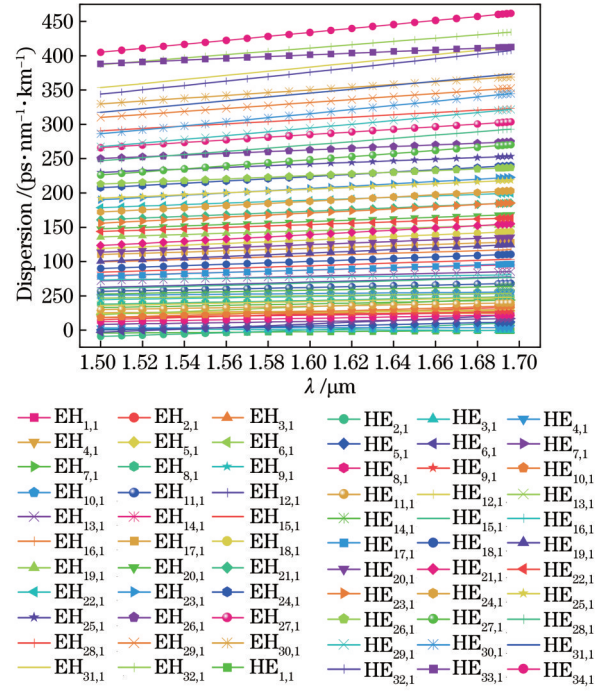 Dispersion /(ps·nm⁻¹·km⁻¹)
450
400
350
300
250
200
150
100
250
0
1.50 1.52 1.54 1.56 1.58 1.60 1.62 1.64 1.66 1.68 1.70
λ /μm
EH1,1 EH2,1 EH3,1 HE2,1 HE3,1 HE4,1
EH4,1 EH5,1 EH6,1 HE5,1 HE6,1 HE7,1
EH7,1 EH8,1 EH9,1 HE8,1 HE9,1 HE10,1
EH10,1 EH11,1 EH12,1 HE11,1 HE12,1 HE13,1
EH13,1 EH14,1 EH15,1 HE14,1 HE15,1 HE16,1
EH16,1 EH17,1 EH18,1 HE17,1 HE18,1 HE19,1
EH19,1 EH20,1 EH21,1 HE20,1 HE21,1 HE22,1
EH22,1 EH23,1 EH24,1 HE23,1 HE24,1 HE25,1
EH25,1 EH26,1 EH27,1 HE26,1 HE27,1 HE28,1
EH28,1 EH29,1 EH30,1 HE29,1 HE30,1 HE31,1
EH31,1 EH32,1 HE1,1 HE32,1 HE33,1 HE34,1